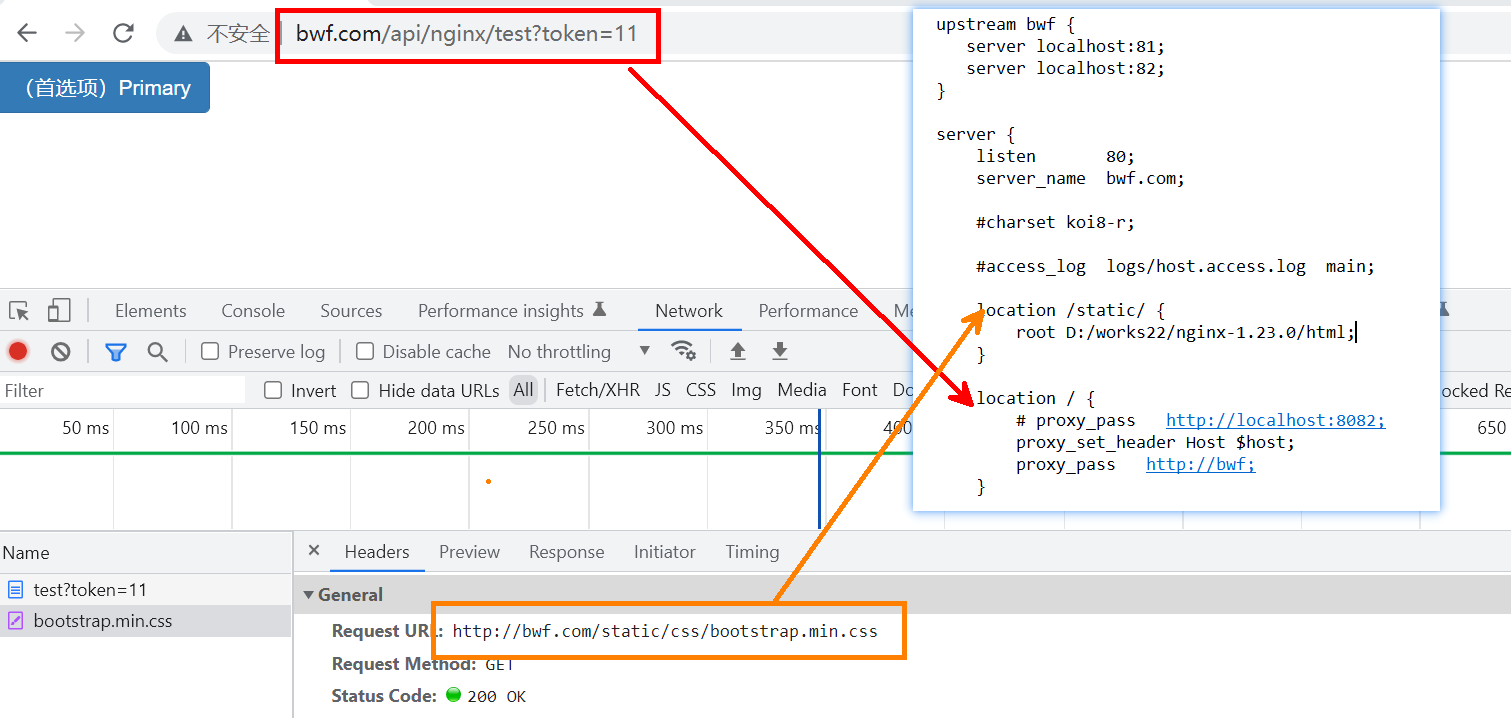 不安全 bwf.com/api/nginx/test?token=11
(首选项) Primary
upstream bwf {
server localhost:81;
server localhost:82;
}
server {
listen 80;
server_name bwf.com;
#charset koi8-r;
#access_log logs/host.access.log main;
location /static/ {
root D:/works22/nginx-1.23.0/html;
}
location / {
# proxy_pass http://localhost:8082;
proxy_set_header Host $host;
proxy_pass http://bwf;
}
Elements Console Sources Performance insights Network Performance
Preserve log Disable cache No throttling
Filter Invert Hide data URLs All Fetch/XHR JS CSS Img Media Font
50 ms 100 ms 150 ms 200 ms 250 ms 300 ms 350 ms 400 650
Name
test?token=11
bootstrap.min.css
Headers Preview Response Initiator Timing
General
Request URL: http://bwf.com/static/css/bootstrap.min.css
Request Method: GET
Status Code: 200 OK